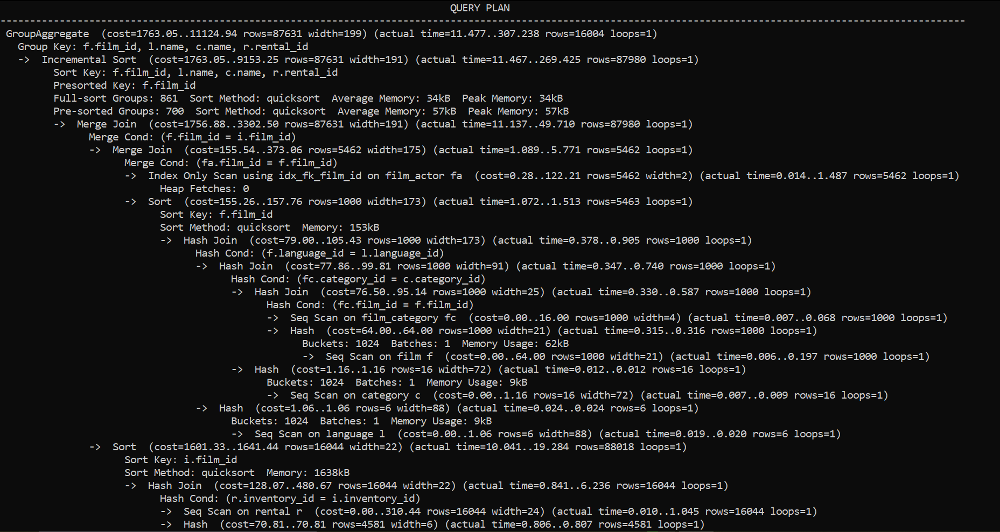 QUERY PLAN
-------------------------------------------------------------------------------------------------------------------------------------------------------------------
GroupAggregate  (cost=1763.05..11124.94 rows=87631 width=199) (actual time=11.477..307.238 rows=16004 loops=1)
  Group Key: f.film_id, l.name, c.name, r.rental_id
  ->  Incremental Sort  (cost=1763.05..9153.25 rows=87631 width=191) (actual time=11.467..269.425 rows=87980 loops=1)
        Sort Key: f.film_id, l.name, c.name, r.rental_id
        Presorted Key: f.film_id
        Full-sort Groups: 861  Sort Method: quicksort  Average Memory: 34kB  Peak Memory: 34kB
        Pre-sorted Groups: 700  Sort Method: quicksort  Average Memory: 57kB  Peak Memory: 57kB
        ->  Merge Join  (cost=1756.88..3302.50 rows=87631 width=191) (actual time=11.137..49.710 rows=87980 loops=1)
              Merge Cond: (f.film_id = i.film_id)
              ->  Merge Join  (cost=155.54..373.06 rows=5462 width=175) (actual time=1.089..5.771 rows=5462 loops=1)
                    Merge Cond: (fa.film_id = f.film_id)
                    ->  Index Only Scan using idx_fk_film_id on film_actor fa  (cost=0.28..122.21 rows=5462 width=2) (actual time=0.014..1.487 rows=5462 loops=1)
                          Heap Fetches: 0
                    ->  Sort  (cost=155.26..157.76 rows=1000 width=173) (actual time=1.072..1.513 rows=5463 loops=1)
                          Sort Key: f.film_id
                          Sort Method: quicksort  Memory: 153kB
                          ->  Hash Join  (cost=79.00..105.43 rows=1000 width=173) (actual time=0.378..0.905 rows=1000 loops=1)
                                Hash Cond: (f.language_id = l.language_id)
                                ->  Hash Join  (cost=77.86..99.81 rows=1000 width=91) (actual time=0.347..0.740 rows=1000 loops=1)
                                      Hash Cond: (fc.category_id = c.category_id)
                                      ->  Hash Join  (cost=76.50..95.14 rows=1000 width=25) (actual time=0.330..0.587 rows=1000 loops=1)
                                            Hash Cond: (fc.film_id = f.film_id)
                                            ->  Seq Scan on film_category fc  (cost=0.00..16.00 rows=1000 width=4) (actual time=0.007..0.068 rows=1000 loops=1)
                                            ->  Hash  (cost=64.00..64.00 rows=1000 width=21) (actual time=0.315..0.316 rows=1000 loops=1)
                                                  Buckets: 1024  Batches: 1  Memory Usage: 62kB
                                                  ->  Seq Scan on film f  (cost=0.00..64.00 rows=1000 width=21) (actual time=0.006..0.197 rows=1000 loops=1)
                                      ->  Hash  (cost=1.16..1.16 rows=16 width=72) (actual time=0.012..0.012 rows=16 loops=1)
                                            Buckets: 1024  Batches: 1  Memory Usage: 9kB
                                            ->  Seq Scan on category c  (cost=0.00..1.16 rows=16 width=72) (actual time=0.007..0.009 rows=16 loops=1)
                                ->  Hash  (cost=1.06..1.06 rows=6 width=88) (actual time=0.024..0.024 rows=6 loops=1)
                                      Buckets: 1024  Batches: 1  Memory Usage: 9kB
                                      ->  Seq Scan on language l  (cost=0.00..1.06 rows=6 width=88) (actual time=0.019..0.020 rows=6 loops=1)
              ->  Sort  (cost=1601.33..1641.44 rows=16044 width=22) (actual time=10.041..19.284 rows=88018 loops=1)
                    Sort Key: i.film_id
                    Sort Method: quicksort  Memory: 1638kB
                    ->  Hash Join  (cost=128.07..480.67 rows=16044 width=22) (actual time=0.841..6.236 rows=16044 loops=1)
                          Hash Cond: (r.inventory_id = i.inventory_id)
                          ->  Seq Scan on rental r  (cost=0.00..310.44 rows=16044 width=24) (actual time=0.010..1.045 rows=16044 loops=1)
                          ->  Hash  (cost=70.81..70.81 rows=4581 width=6) (actual time=0.806..0.807 rows=4581 loops=1)